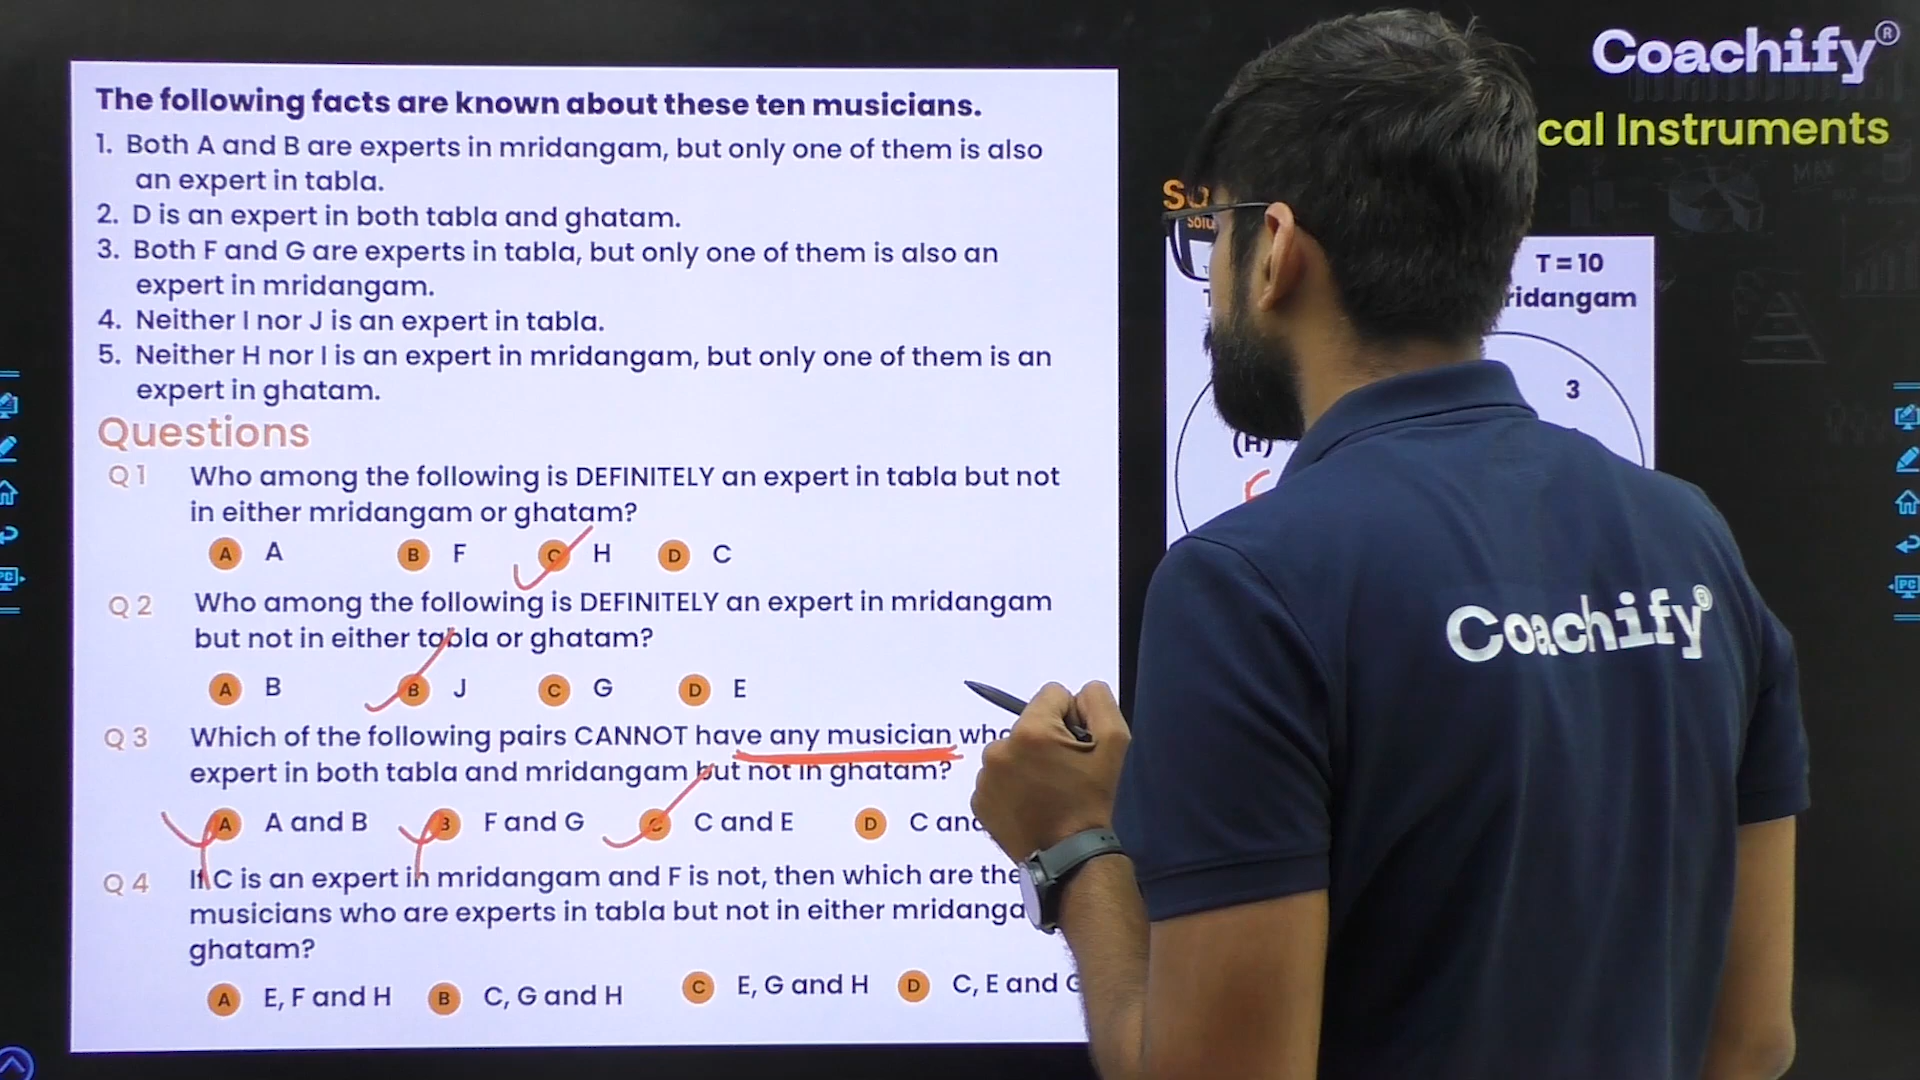 Coachify®
cal Instruments
The following facts are known about these ten musicians.
1. Both A and B are experts in mridangam, but only one of them is also
an expert in tabla.
2. D is an expert in both tabla and ghatam.
3. Both F and G are experts in tabla, but only one of them is also an
expert in mridangam.
4. Neither I nor J is an expert in tabla.
5. Neither H nor I is an expert in mridangam, but only one of them is an
expert in ghatam.
Questions
Q 1 Who among the following is DEFINITELY an expert in tabla but not
in either mridangam or ghatam?
A A B F C H D C
Q 2 Who among the following is DEFINITELY an expert in mridangam
but not in either tabla or ghatam?
A B B J C G D E
Q 3 Which of the following pairs CANNOT have any musician
expert in both tabla and mridangam but not in ghatam?
A A and B B F and G C C and E D C
Q 4 If C is an expert in mridangam and F is not, then which are the
musicians who are experts in tabla but not in either
ghatam?
A E, F and H B C, G and H C E, G and H D C, E and
T = 10
ridangam
3
(H)
Coachify®
PC
PC